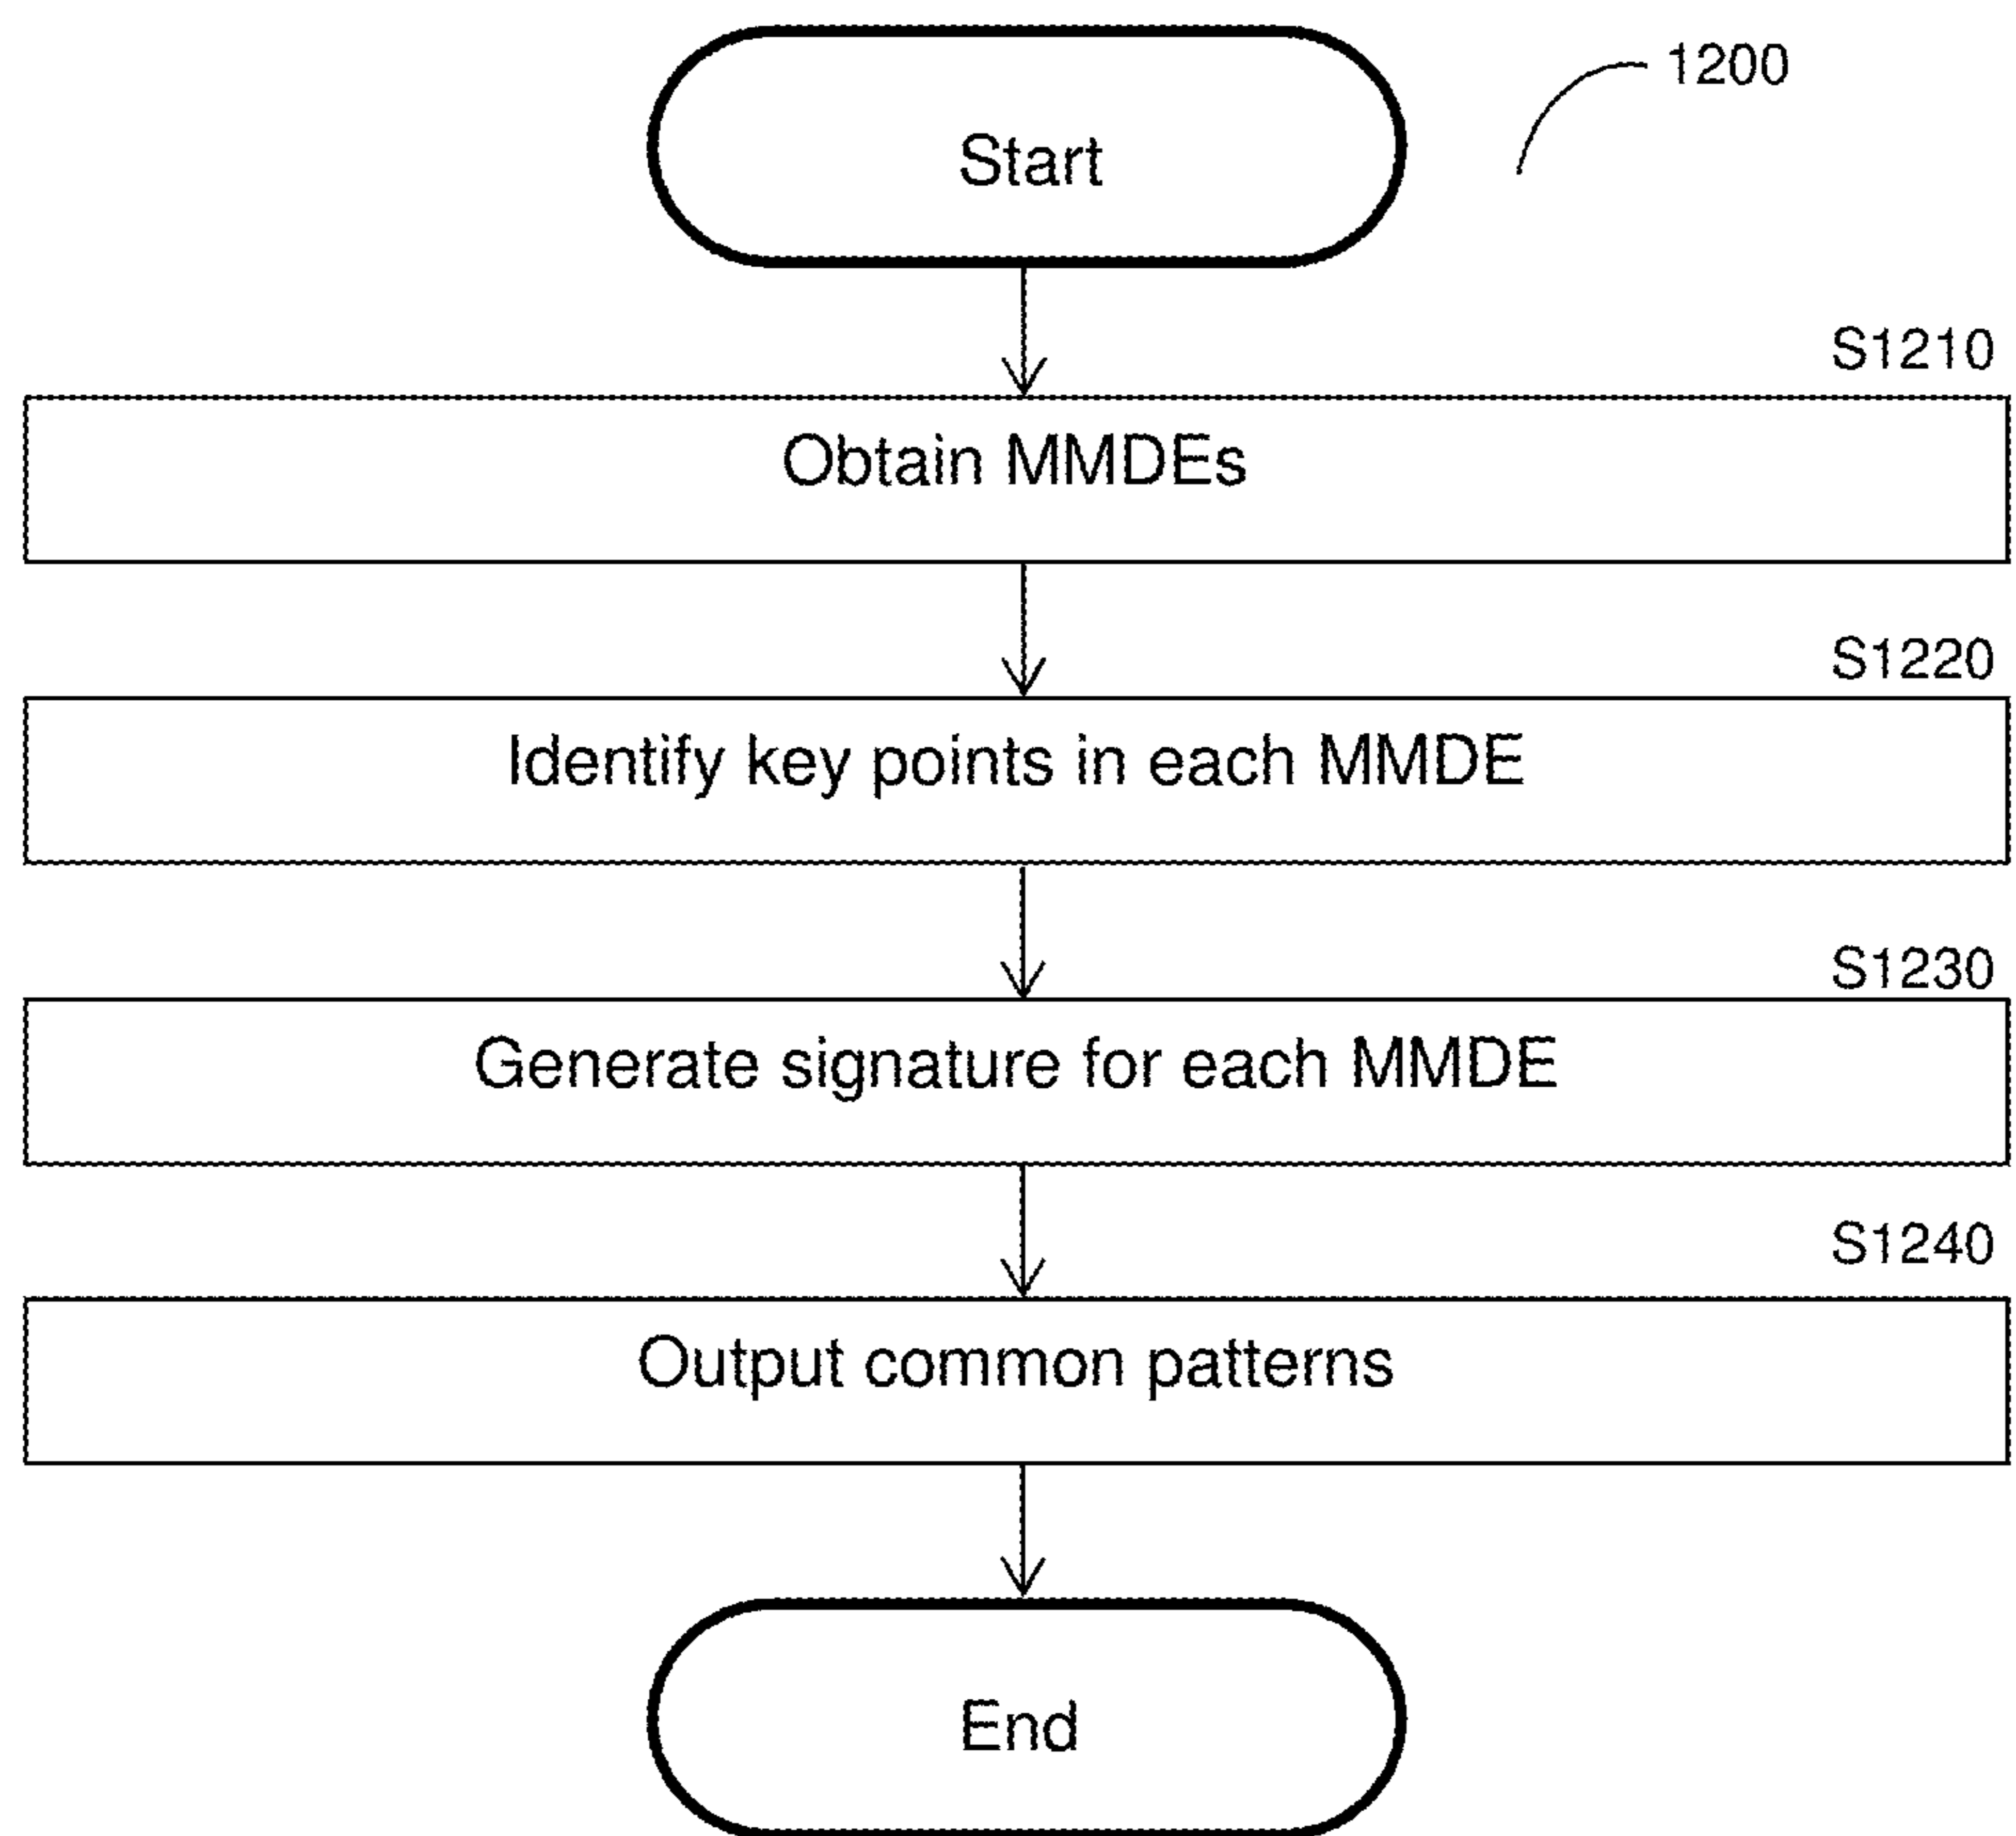 1200
Start
S1210
Obtain MMDEs
S1220
Identify key points in each MMDE
S1230
Generate signature for each MMDE
S1240
Output common patterns
End